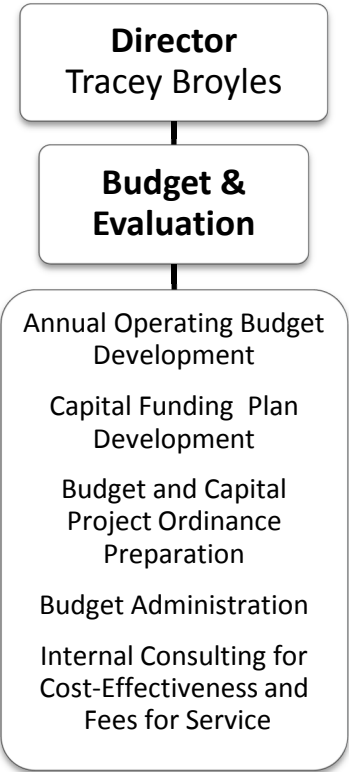 Director
Tracey Broyles
Budget &
Evaluation
Annual Operating Budget
Development
Capital Funding  Plan
Development
Budget and Capital
Project Ordinance
Preparation
Budget Administration
Internal Consulting for
Cost-Effectiveness and
Fees for Service